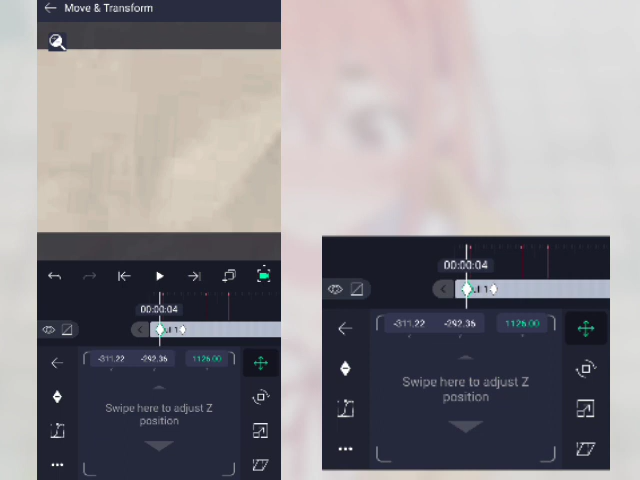 Move & Transform
00:00:04
-311.22 -292.36 1126.00
Swipe here to adjust Z
position
00:00:04
-311.22 -292.36 1126.00
Swipe here to adjust Z
position